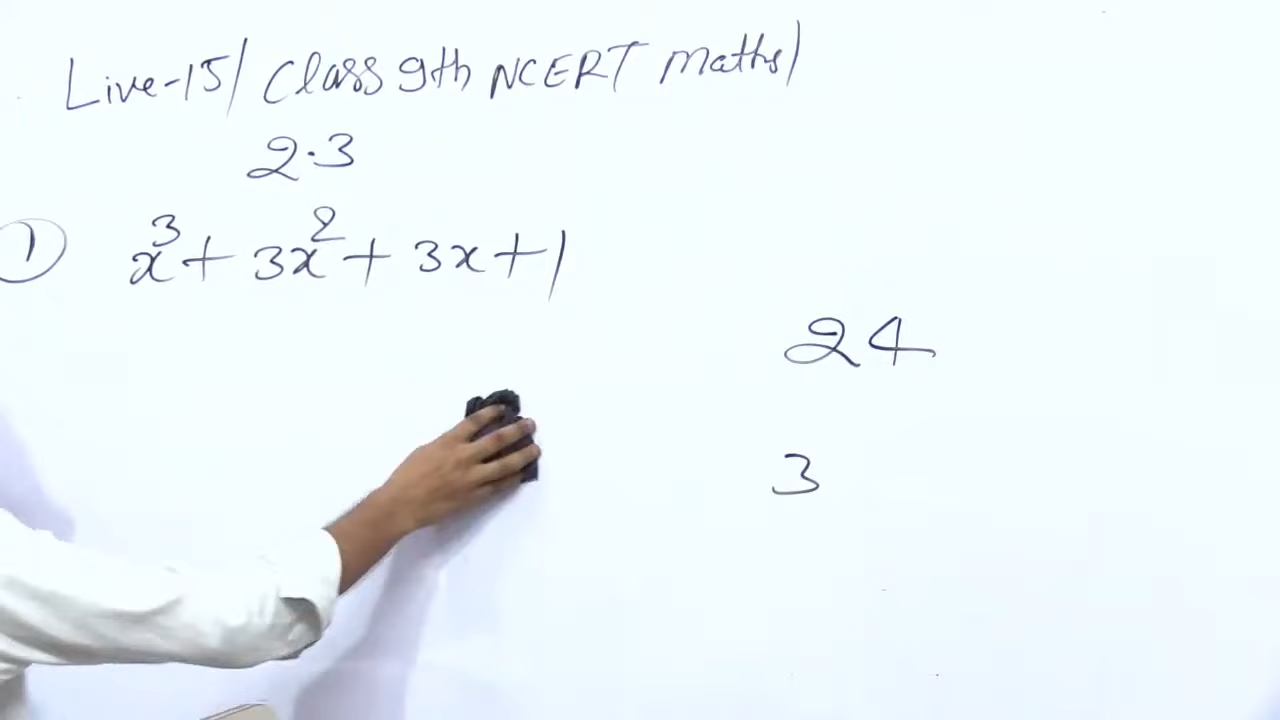 Live-15/ Class 9th NCERT Maths/
2.3
1 x³ + 3x² + 3x + 1
24
3